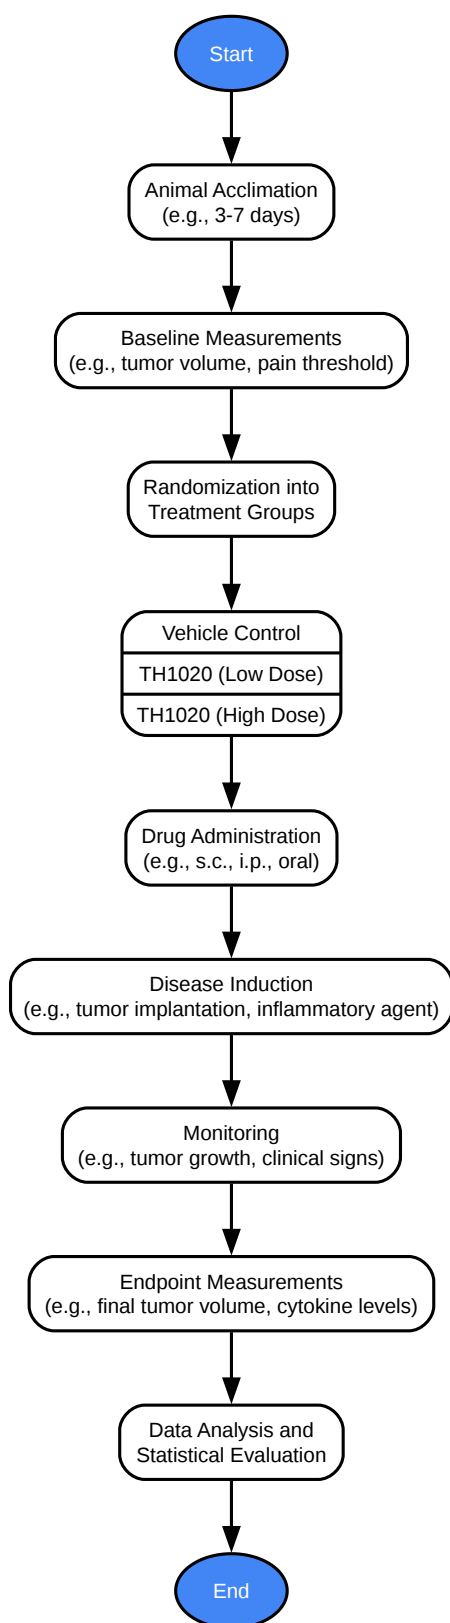 Start
Animal Acclimation
(e.g., 3-7 days)
Baseline Measurements
(e.g., tumor volume, pain threshold)
Randomization into
Treatment Groups
Vehicle Control
TH1020 (Low Dose)
TH1020 (High Dose)
Drug Administration
(e.g., s.c., i.p., oral)
Disease Induction
(e.g., tumor implantation, inflammatory agent)
Monitoring
(e.g., tumor growth, clinical signs)
Endpoint Measurements
(e.g., final tumor volume, cytokine levels)
Data Analysis and
Statistical Evaluation
End